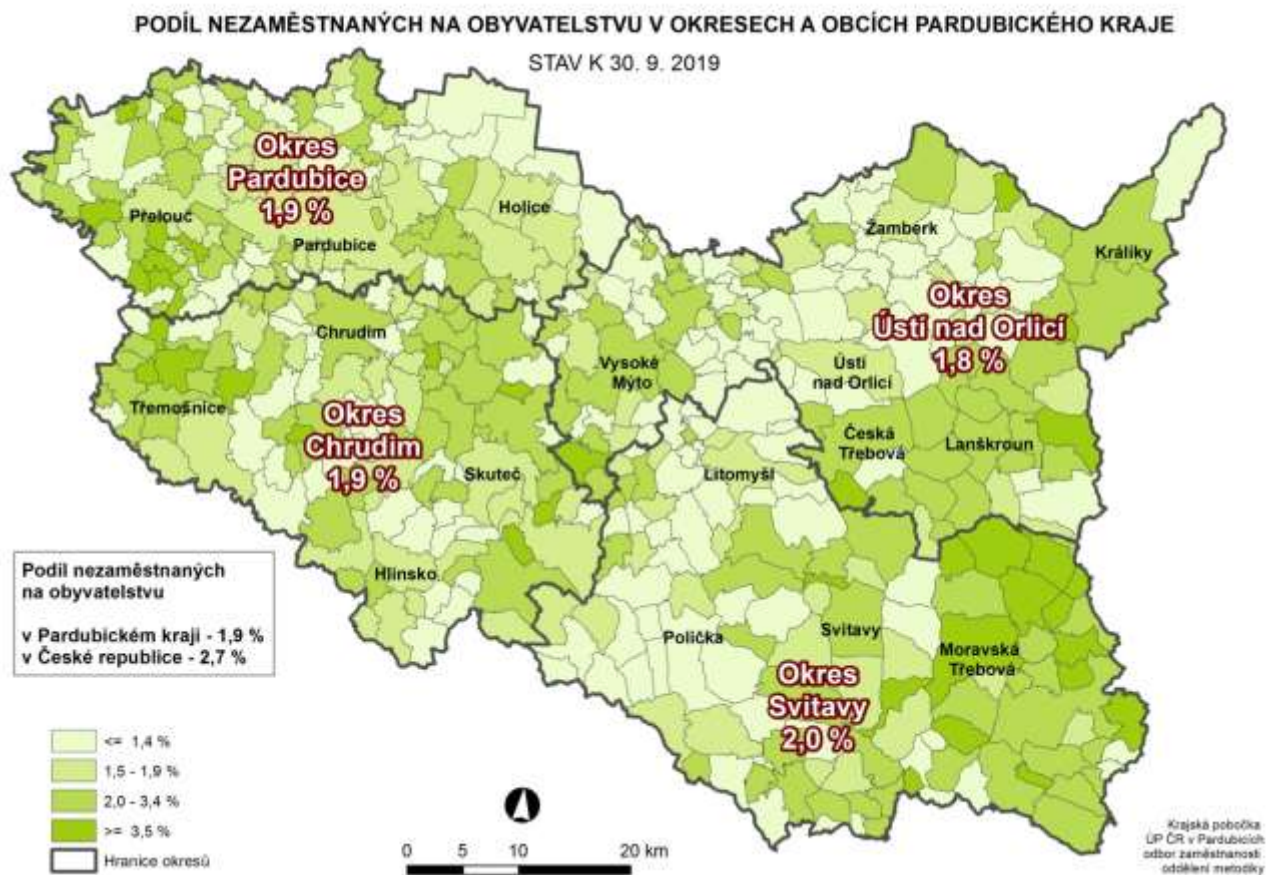 PODÍL NEZAMĚSTNANÝCH NA OBYVATELSTVU V OKRESECH A OBCÍCH PARDUBICKÉHO KRAJE
STAV K 30. 9. 2019
Okres
Pardubice
1,9 %
Přelouč
Pardubice
Holice
Žamberk
Králíky
Okres
Ústí nad Orlicí
1,8 %
Chrudim
Vysoké
Mýto
Ústí
nad Orlicí
Třemošnice
Okres
Chrudim
1,9 %
Skuteč
Česká
Třebová
Lanškroun
Litomyšl
Hlinsko
Polička
Svitavy
Moravská
Třebová
Okres
Svitavy
2,0 %
Podíl nezaměstnaných
na obyvatelstvu
v Pardubickém kraji - 1,9 %
v České republice - 2,7 %
<= 1,4 %
1,5 - 1,9 %
2,0 - 3,4 %
>= 3,5 %
Hranice okresů
0 5 10 20 km
Krajská pobočka
ÚP ČR v Pardubicích
odbor zaměstnanosti
oddělení metodiky